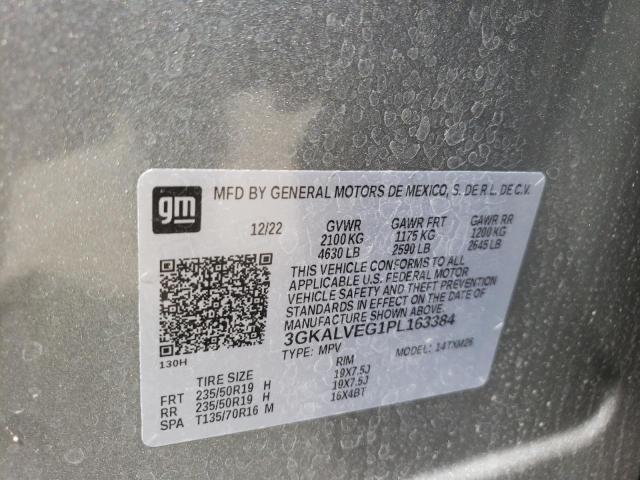 gm
MFD BY GENERAL MOTORS DE MEXICO, S. DE R.L. DE C.V.
12/22 GVWR GAWR FRT GAWR RR
2100 KG 1175 KG 1200 KG
4630 LB 2590 LB 2645 LB
THIS VEHICLE CONFORMS TO ALL
APPLICABLE U.S. FEDERAL MOTOR
VEHICLE SAFETY AND THEFT PREVENTION
STANDARDS IN EFFECT ON THE DATE OF
MANUFACTURE SHOWN ABOVE.
3GKALVEG1PL163384
TYPE: MPV MODEL: 14TXM26
130H
TIRE SIZE RIM
FRT 235/50R19 H 19X7.5J
RR 235/50R19 H 19X7.5J
SPA T135/70R16 M 16X4BT